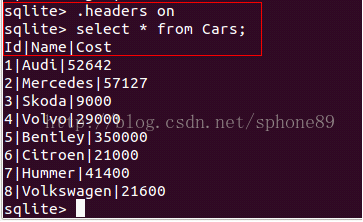 sqlite> .headers on
sqlite> select * from Cars;
Id|Name|Cost
1|Audi|52642
2|Mercedes|57127
3|Skoda|9000
4|Volvo|29000
http://blog.csdn.net/sphone89
5|Bentley|350000
6|Citroen|21000
7|Hummer|41400
8|Volkswagen|21600
sqlite>